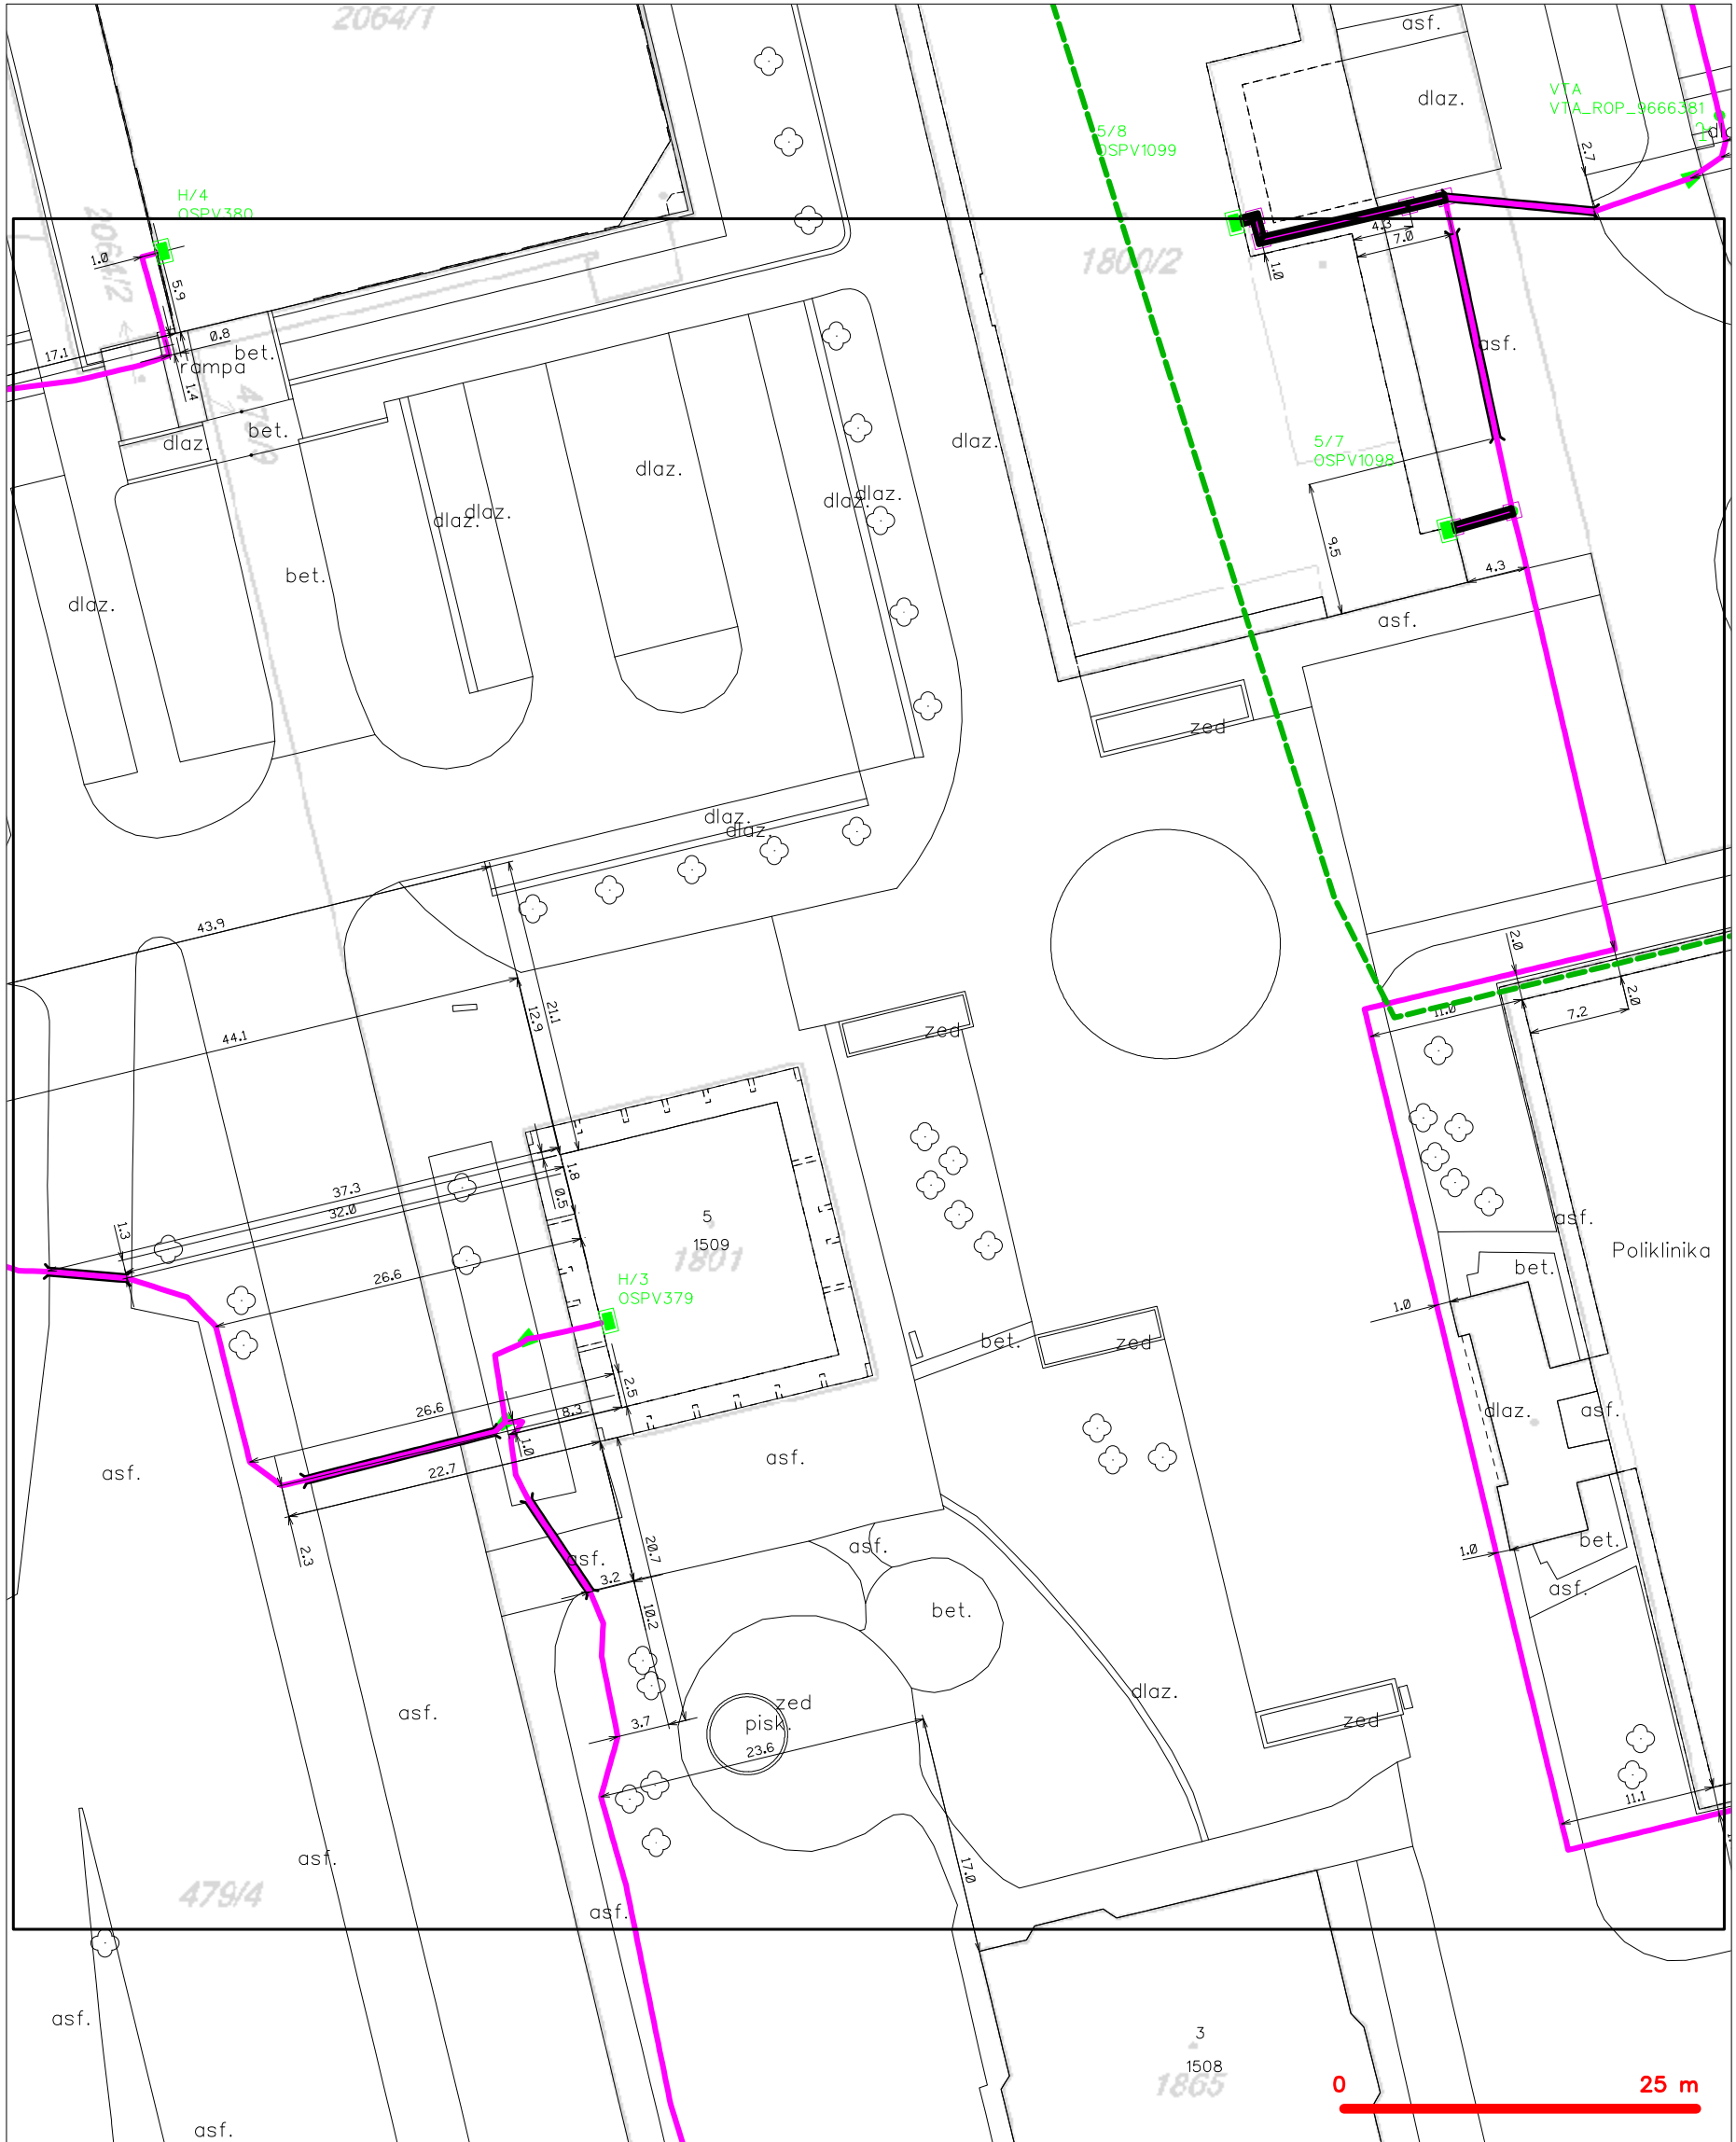 2064/1
asf.
VTA
VTA_ROP_9666381
dlaz.
5/8
OSPV1099
2.7
H/4
OSPV380
2064/2
1.0
5.9
1800/2
4.3
7.0
1.0
0.8
17.1
bet.
rampa
1.4
asf.
479/9
bet.
dlaz.
dlaz.
5/7
OSPV1098
dlaz.
dlaz.
dlaz.
dlaz.
dlaz.
9.5
4.3
bet.
dlaz.
asf.
zed
dlaz.
dlaz.
43.9
2.0
21.1
12.9
44.1
zed
11.0
7.2
2.0
1.8
0.5
37.3
32.0
1.3
5
1509
1801
asf.
Poliklinika
bet.
26.6
H/3
OSPV379
1.0
bet.
zed
2.5
26.6
8.3
1.0
dlaz.
asf.
22.7
asf.
asf.
2.3
20.7
asf.
asf.
1.0
bet.
3.2
asf.
10.2
bet.
dlaz.
asf.
zed
pisk.
3.7
23.6
zed
11.1
asf.
17.0
479/4
asf.
asf.
3
1508
1865
0
25 m
asf.